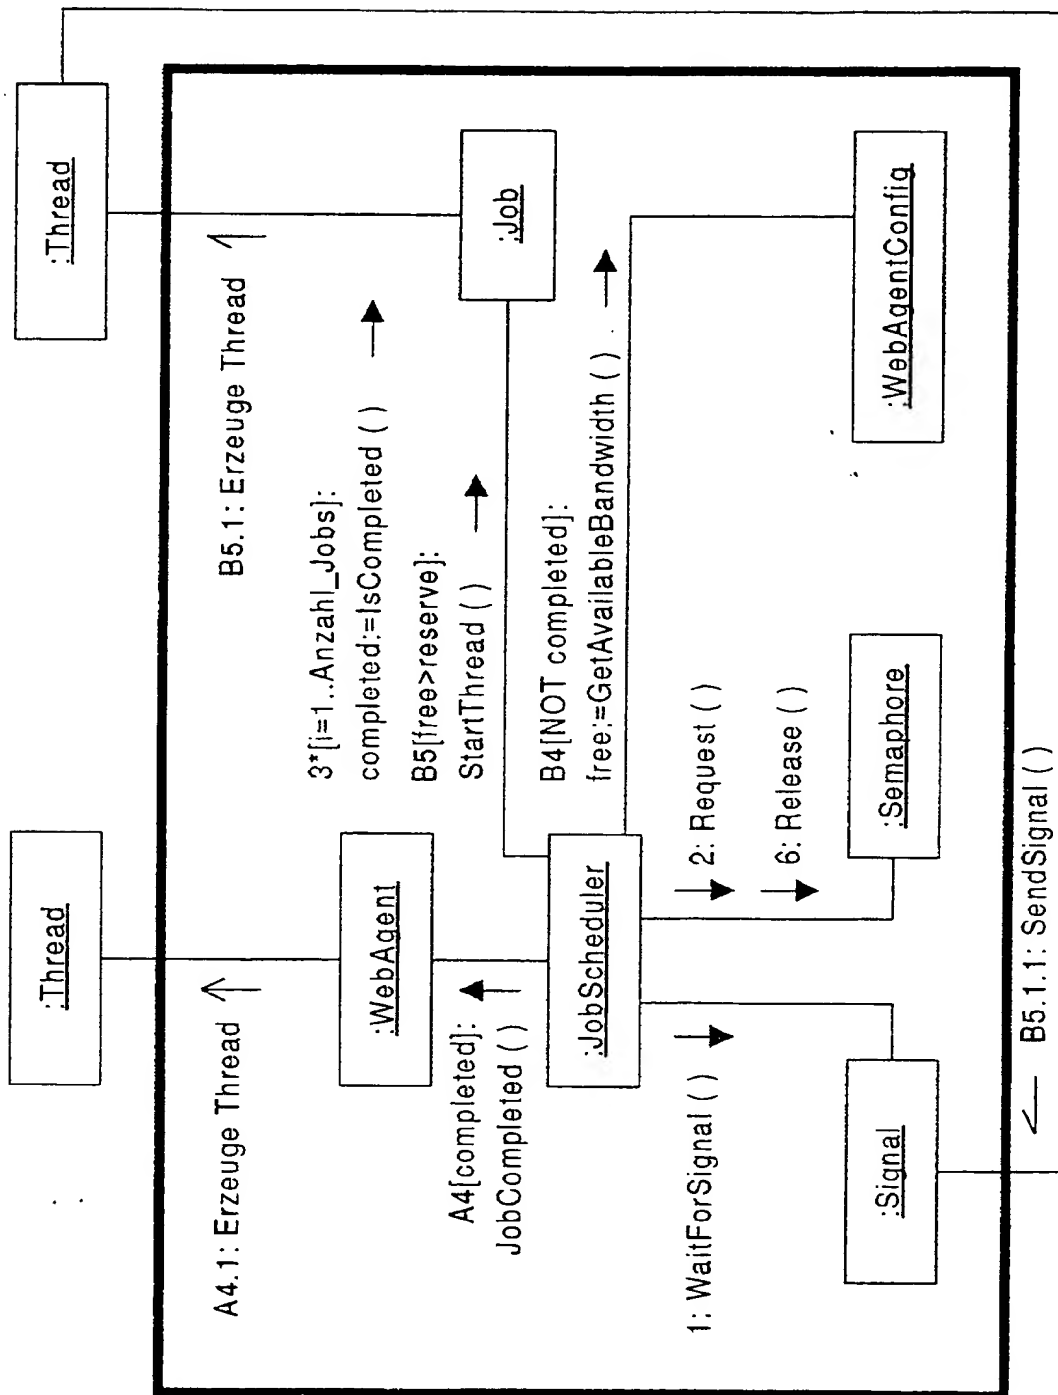 :Thread
:Thread
A4.1: Erzeuge Thread
B5.1: Erzeuge Thread
:WebAgent
3*[i=1..Anzahl_Jobs]:
completed:=IsCompleted ( )
:Job
A4[completed]:
JobCompleted ( )
B5[free>reserve]:
StartThread ( )
:JobScheduler
B4[NOT completed]:
free:=GetAvailableBandwidth ( )
1: WaitForSignal ( )
2: Request ( )
6: Release ( )
:Signal
:Semaphore
:WebAgentConfig
B5.1.1: SendSignal ( )